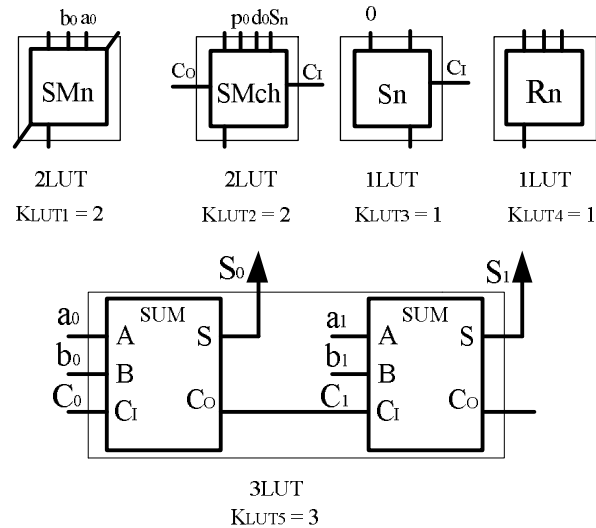 b0 a0
p0 d0 Sn
0
SMn
CO
SMch
CI
Sn
CI
Rn
2LUT
2LUT
1LUT
1LUT
KLUT1 = 2
KLUT2 = 2
KLUT3 = 1
KLUT4 = 1
S0
S1
a0
A
SUM
S
a1
A
SUM
S
b0
B
b1
B
C0
CI
CO
C1
CI
CO
3LUT
KLUT5 = 3